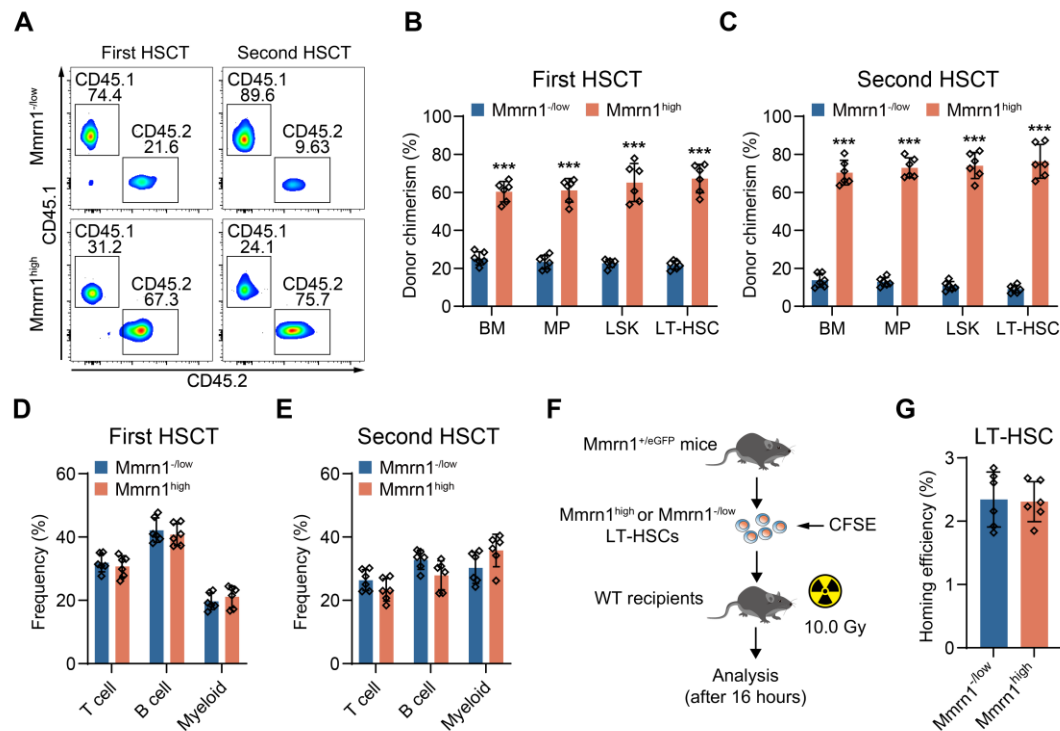 A
First HSCT
Second HSCT
Mmrn1-/low
Mmrn1high
CD45.1
74.4
CD45.2
21.6
CD45.1
89.6
CD45.2
9.63
CD45.1
31.2
CD45.2
67.3
CD45.1
24.1
CD45.2
75.7
CD45.1
CD45.2
B
First HSCT
Mmrn1-/low
Mmrn1high
Donor chimerism (%)
100
80
60
40
20
0
***
***
***
***
BM
MP
LSK
LT-HSC
C
Second HSCT
Mmrn1-/low
Mmrn1high
Donor chimerism (%)
100
80
60
40
20
0
***
***
***
***
BM
MP
LSK
LT-HSC
D
First HSCT
Mmrn1-/low
Mmrn1high
Frequency (%)
60
40
20
0
T cell
B cell
Myeloid
E
Second HSCT
Mmrn1-/low
Mmrn1high
Frequency (%)
60
40
20
0
T cell
B cell
Myeloid
F
Mmrn1+/eGFP mice
Mmrn1high or Mmrn1-/low
LT-HSCs
CFSE
WT recipients
10.0 Gy
Analysis
(after 16 hours)
G
LT-HSC
Homing efficiency (%)
3
2
1
0
Mmrn1-/low
Mmrn1high